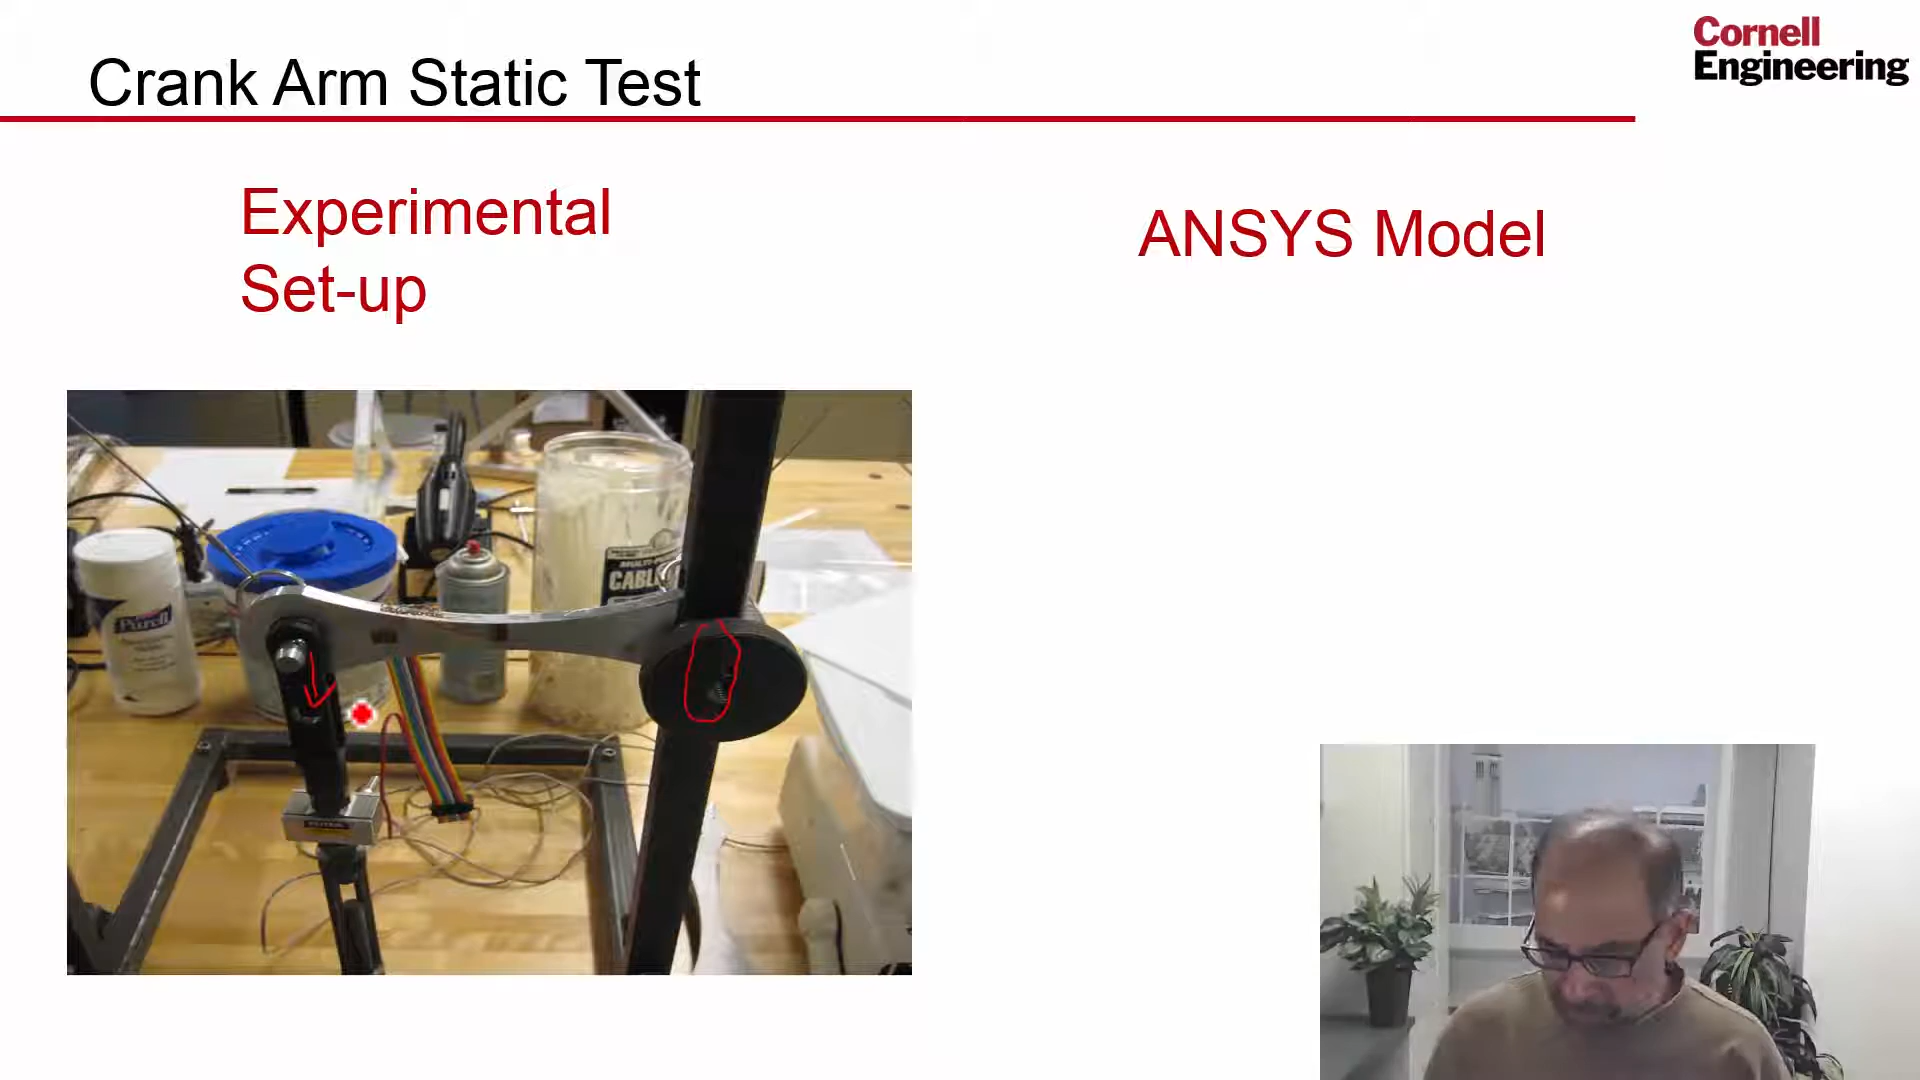 Crank Arm Static Test
Cornell
Engineering
Experimental
Set-up
ANSYS Model
Purell
CABL